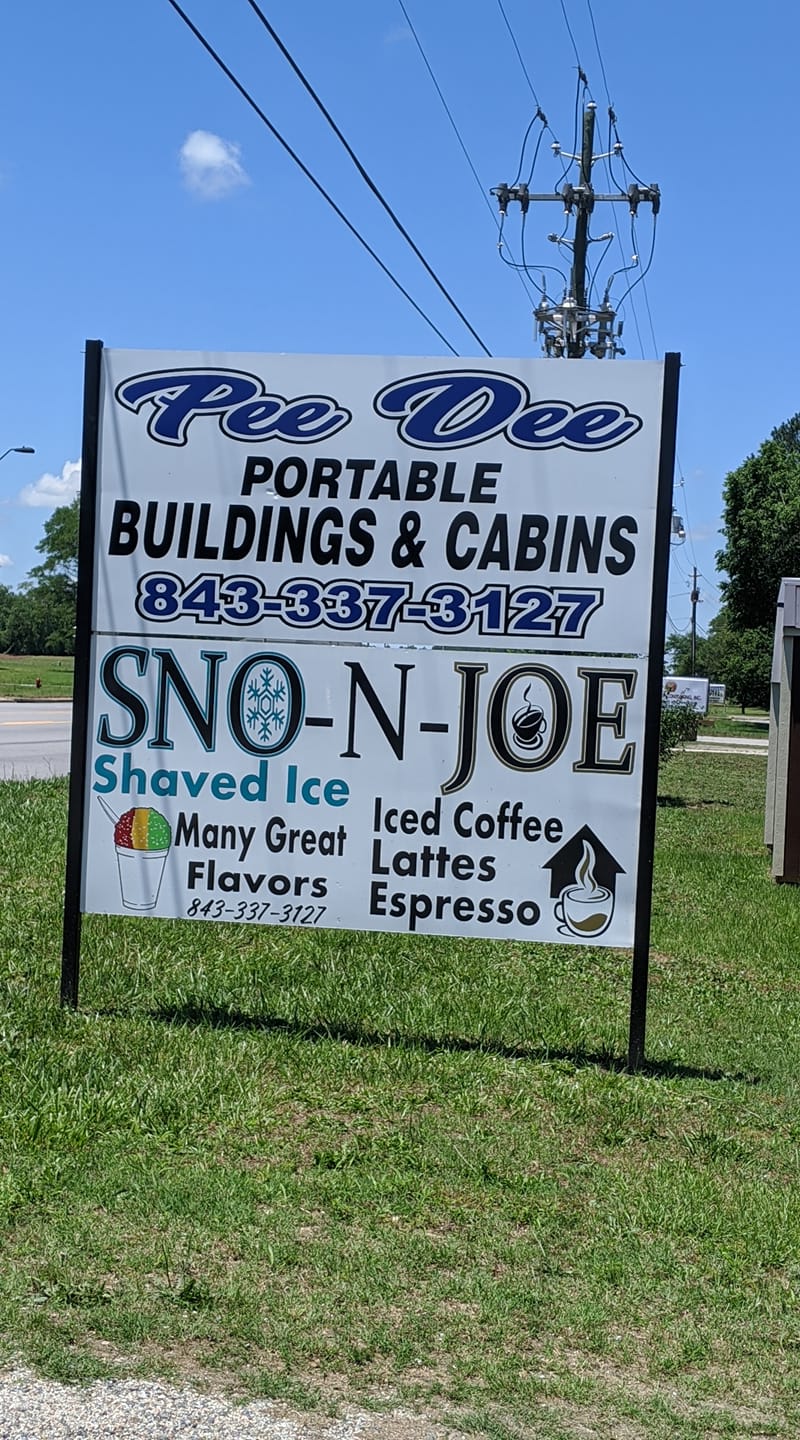 Pee Dee
PORTABLE
BUILDINGS & CABINS
843-337-3127
SNO-N-JOE
Shaved Ice
Many Great
Flavors
843-337-3127
Iced Coffee
Lattes
Espresso